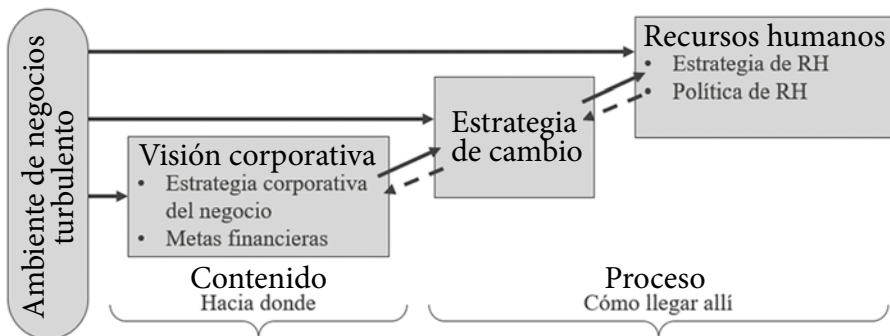 Ambiente de negocios
turbulento
Visión corporativa
• Estrategia corporativa
del negocio
• Metas financieras
Estrategia
de cambio
Recursos humanos
• Estrategia de RH
• Política de RH
Contenido
Hacia donde
Proceso
Cómo llegar allí